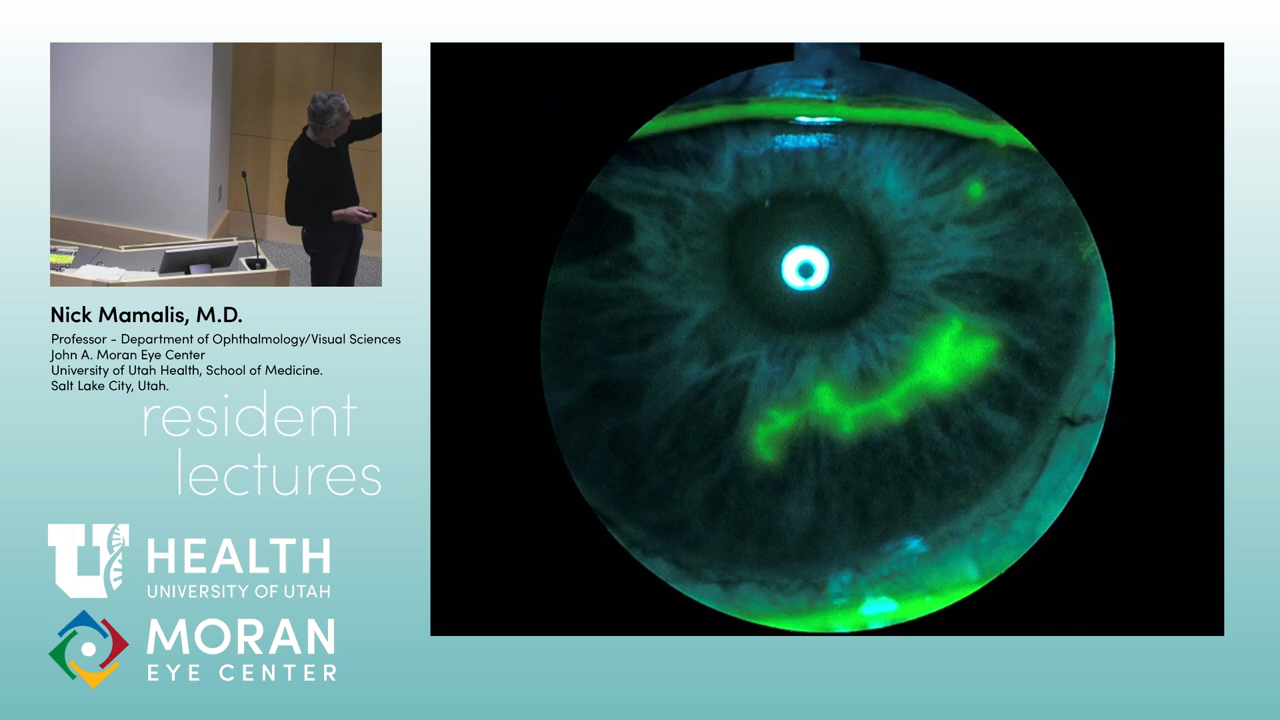 Nick Mamalis, M.D.
Professor - Department of Ophthalmology/Visual Sciences
John A. Moran Eye Center
University of Utah Health, School of Medicine.
Salt Lake City, Utah.
resident
lectures
U HEALTH
UNIVERSITY OF UTAH
MORAN
EYE CENTER